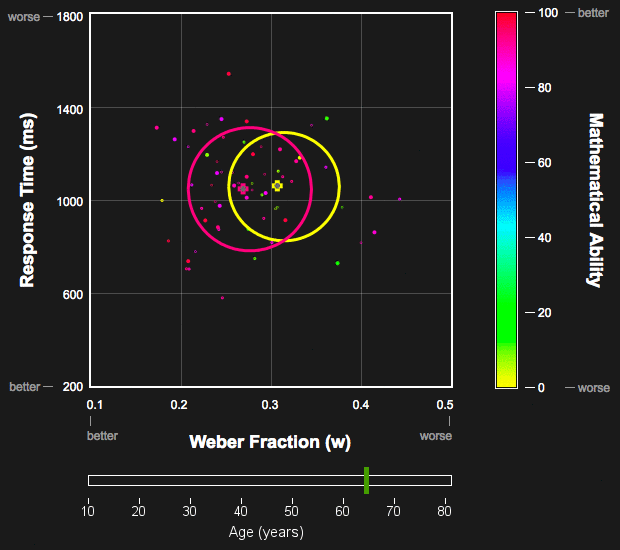 worse
1800
1400
1000
600
200
better
Response Time (ms)
0.1 0.2 0.3 0.4 0.5
better
worse
Weber Fraction (w)
10 20 30 40 50 60 70 80
Age (years)
100
80
60
40
20
0
better
worse
Mathematical Ability